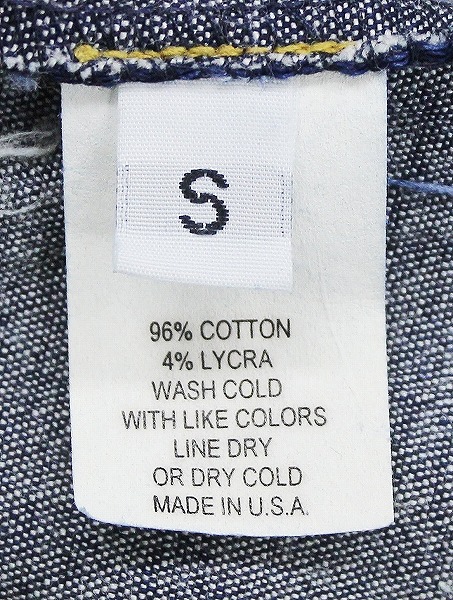 S
96% COTTON
4% LYCRA
WASH COLD
WITH LIKE COLORS
LINE DRY
OR DRY COLD
MADE IN U.S.A.